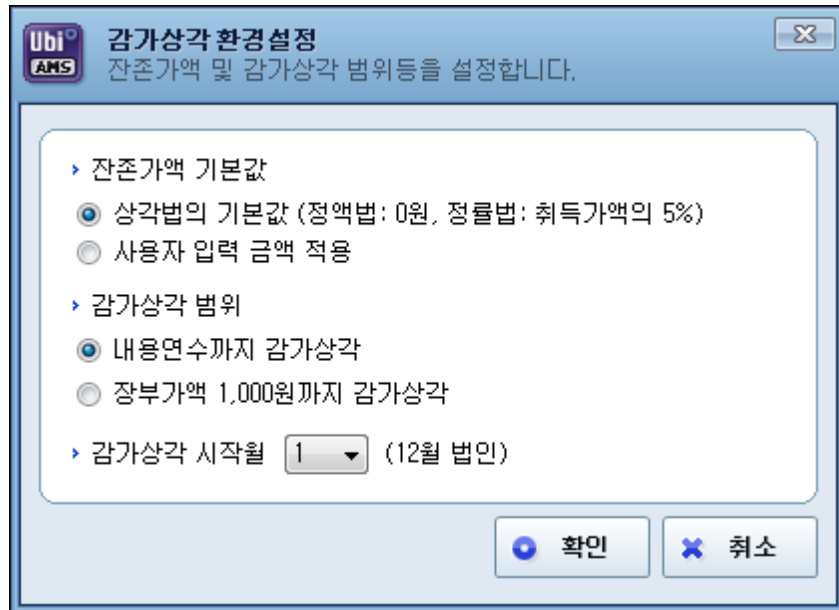 Ubi
AMS
감가상각 환경설정
잔존가액 및 감가상각 범위등을 설정합니다.
잔존가액 기본값
상각법의 기본값 (정액법: 0원, 정률법: 취득가액의 5%)
사용자 입력 금액 적용
감가상각 범위
내용연수까지 감가상각
장부가액 1,000원까지 감가상각
감가상각 시작월 1 (12월 법인)
확인 취소